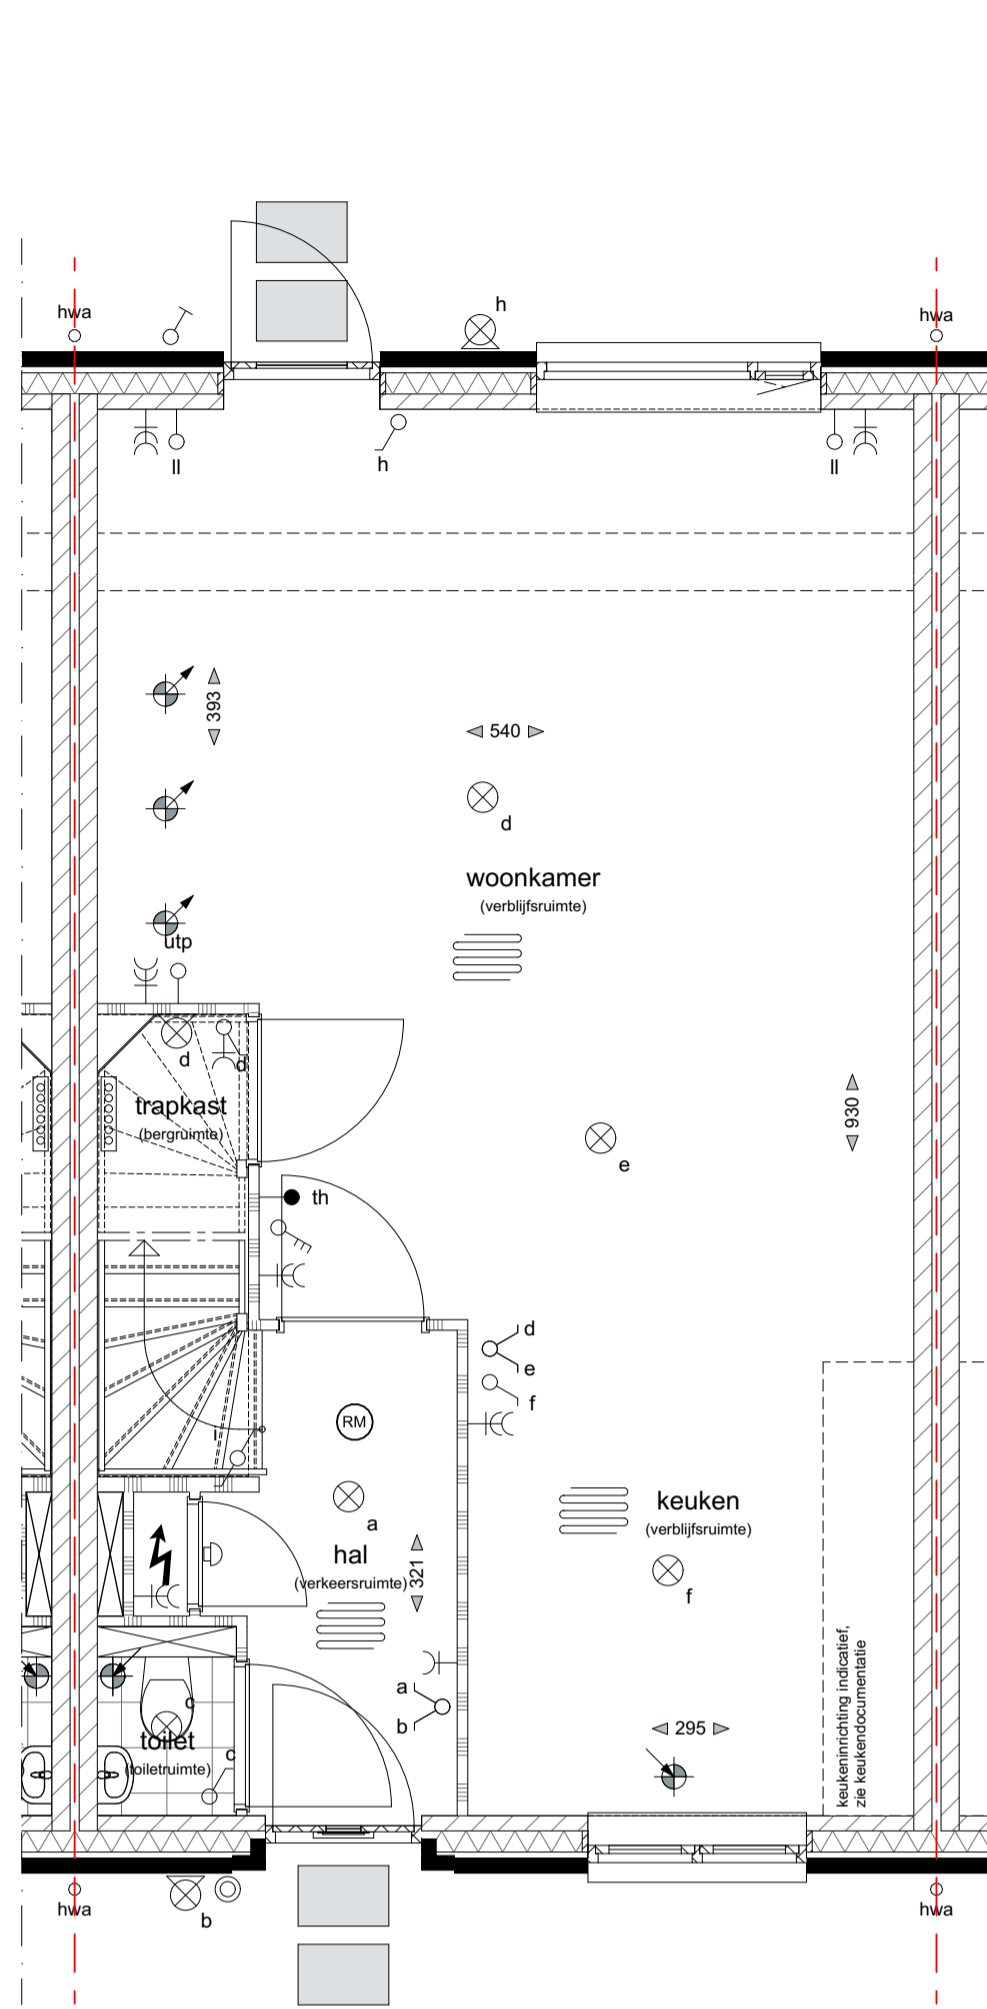 h
hwa
hwa
ll
h
ll
393
540
d
woonkamer
(verblijfsruimte)
utp
d
d
trapkast
(bergruimte)
930
e
th
d
e
f
RM
i
a
keuken
(verblijfsruimte)
hal
(verkeersruimte)
321
f
a
b
c
toilet
(toiletruimte)
c
295
keukeninrichting indicatief,
zie keukendocumentatie
hwa
b
hwa